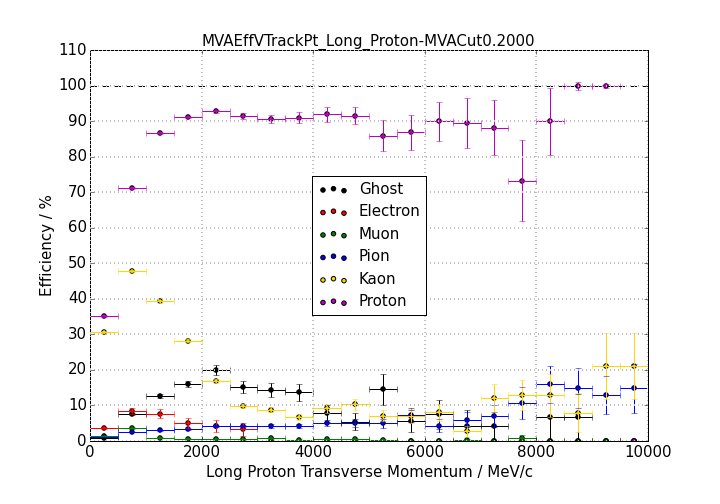 MVAEffVTrackPt_Long_Proton-MVACut0.2000
110
100
90
80
70
60
50
40
30
20
10
0
Efficiency / %
Ghost
Electron
Muon
Pion
Kaon
Proton
0 2000 4000 6000 8000 10000
Long Proton Transverse Momentum / MeV/c